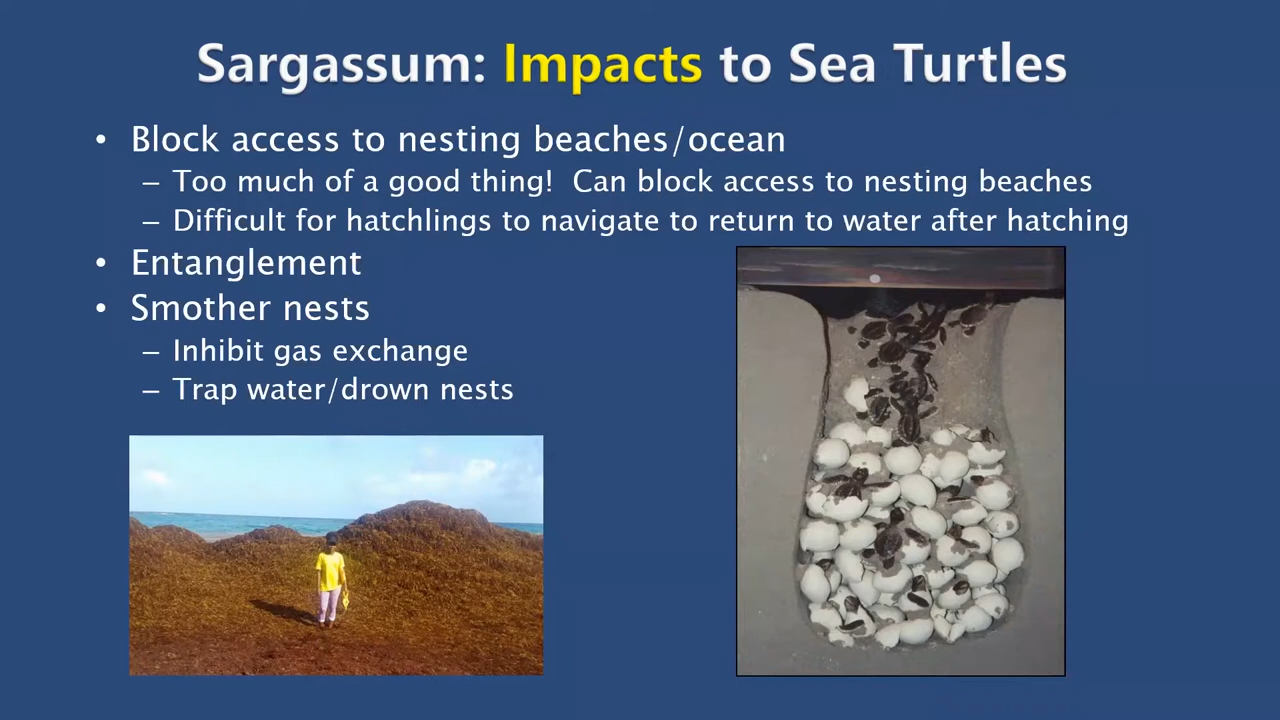 Sargassum: Impacts to Sea Turtles
• Block access to nesting beaches/ocean
– Too much of a good thing!  Can block access to nesting beaches
– Difficult for hatchlings to navigate to return to water after hatching
• Entanglement
• Smother nests
– Inhibit gas exchange
– Trap water/drown nests